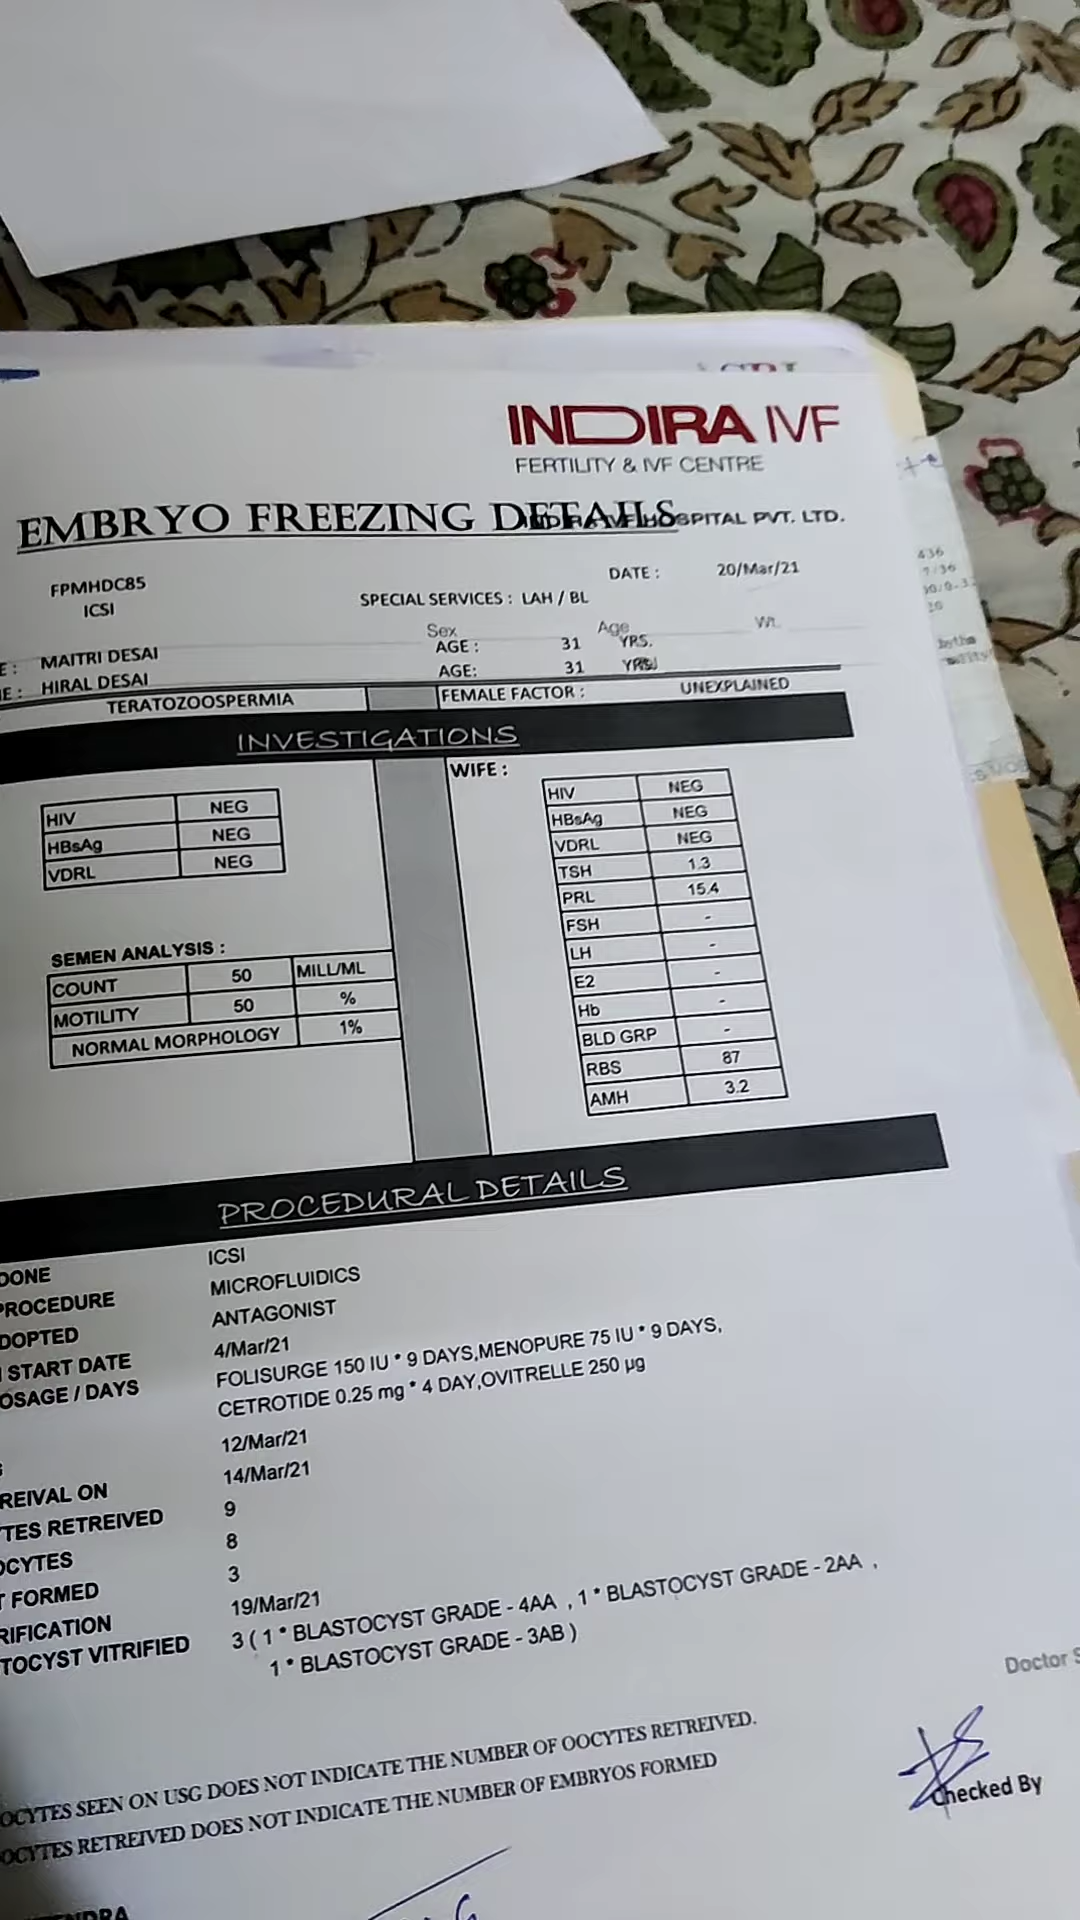 INDIRA IVF
FERTILITY & IVF CENTRE
EMBRYO FREEZING DETAILS
HOSPITAL PVT. LTD.
FPMHDC85
DATE : 20/Mar/21
ICSI
SPECIAL SERVICES : LAH / BL
Sex Age Wt.
E : MAITRI DESAI AGE : 31 YRS.
ME : HIRAL DESAI AGE: 31 YRS.
TERATOZOOSPERMIA FEMALE FACTOR : UNEXPLAINED
INVESTIGATIONS
WIFE :
HIV NEG
HBsAg NEG
VDRL NEG
HIV NEG
HBsAg NEG
VDRL NEG
TSH 1.3
PRL 15.4
FSH -
LH -
E2 -
Hb -
BLD GRP -
RBS 87
AMH 3.2
SEMEN ANALYSIS :
COUNT 50 MILL/ML
MOTILITY 50 %
NORMAL MORPHOLOGY 1%
PROCEDURAL DETAILS
DONE ICSI
PROCEDURE MICROFLUIDICS
DOPTED ANTAGONIST
START DATE 4/Mar/21
OSAGE / DAYS FOLISURGE 150 IU * 9 DAYS,MENOPURE 75 IU * 9 DAYS,
CETROTIDE 0.25 mg * 4 DAY,OVITRELLE 250 µg
12/Mar/21
REIVAL ON 14/Mar/21
TES RETREIVED 9
OCYTES 8
T FORMED 3
RIFICATION 19/Mar/21
TOCYST VITRIFIED 3 ( 1 * BLASTOCYST GRADE - 4AA , 1 * BLASTOCYST GRADE - 2AA ,
1 * BLASTOCYST GRADE - 3AB )
Doctor S
OCYTES SEEN ON USG DOES NOT INDICATE THE NUMBER OF OOCYTES RETREIVED.
OCYTES RETREIVED DOES NOT INDICATE THE NUMBER OF EMBRYOS FORMED
Checked By